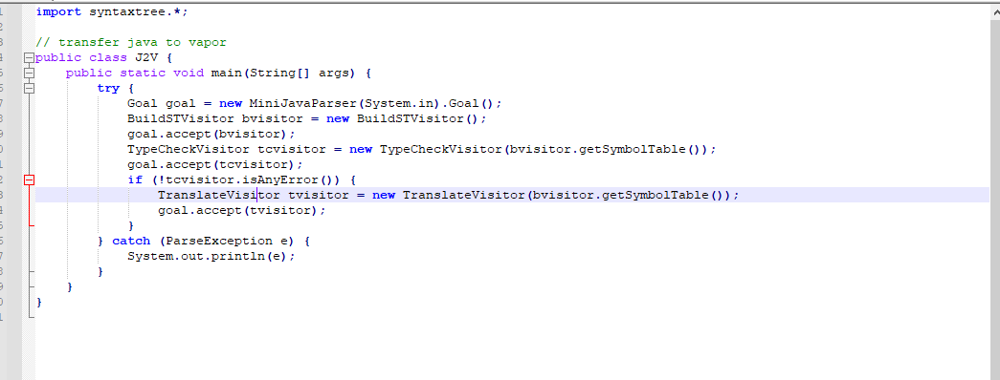 import syntaxtree.*;
// transfer java to vapor
public class J2V {
public static void main(String[] args) {
try {
Goal goal = new MiniJavaParser(System.in).Goal();
BuildSTVisitor bvisitor = new BuildSTVisitor();
goal.accept(bvisitor);
TypeCheckVisitor tcvisitor = new TypeCheckVisitor(bvisitor.getSymbolTable());
goal.accept(tcvisitor);
if (!tcvisitor.isAnyError()) {
TranslateVisitor tvisitor = new TranslateVisitor(bvisitor.getSymbolTable());
goal.accept(tvisitor);
}
} catch (ParseException e) {
System.out.println(e);
}
}
}